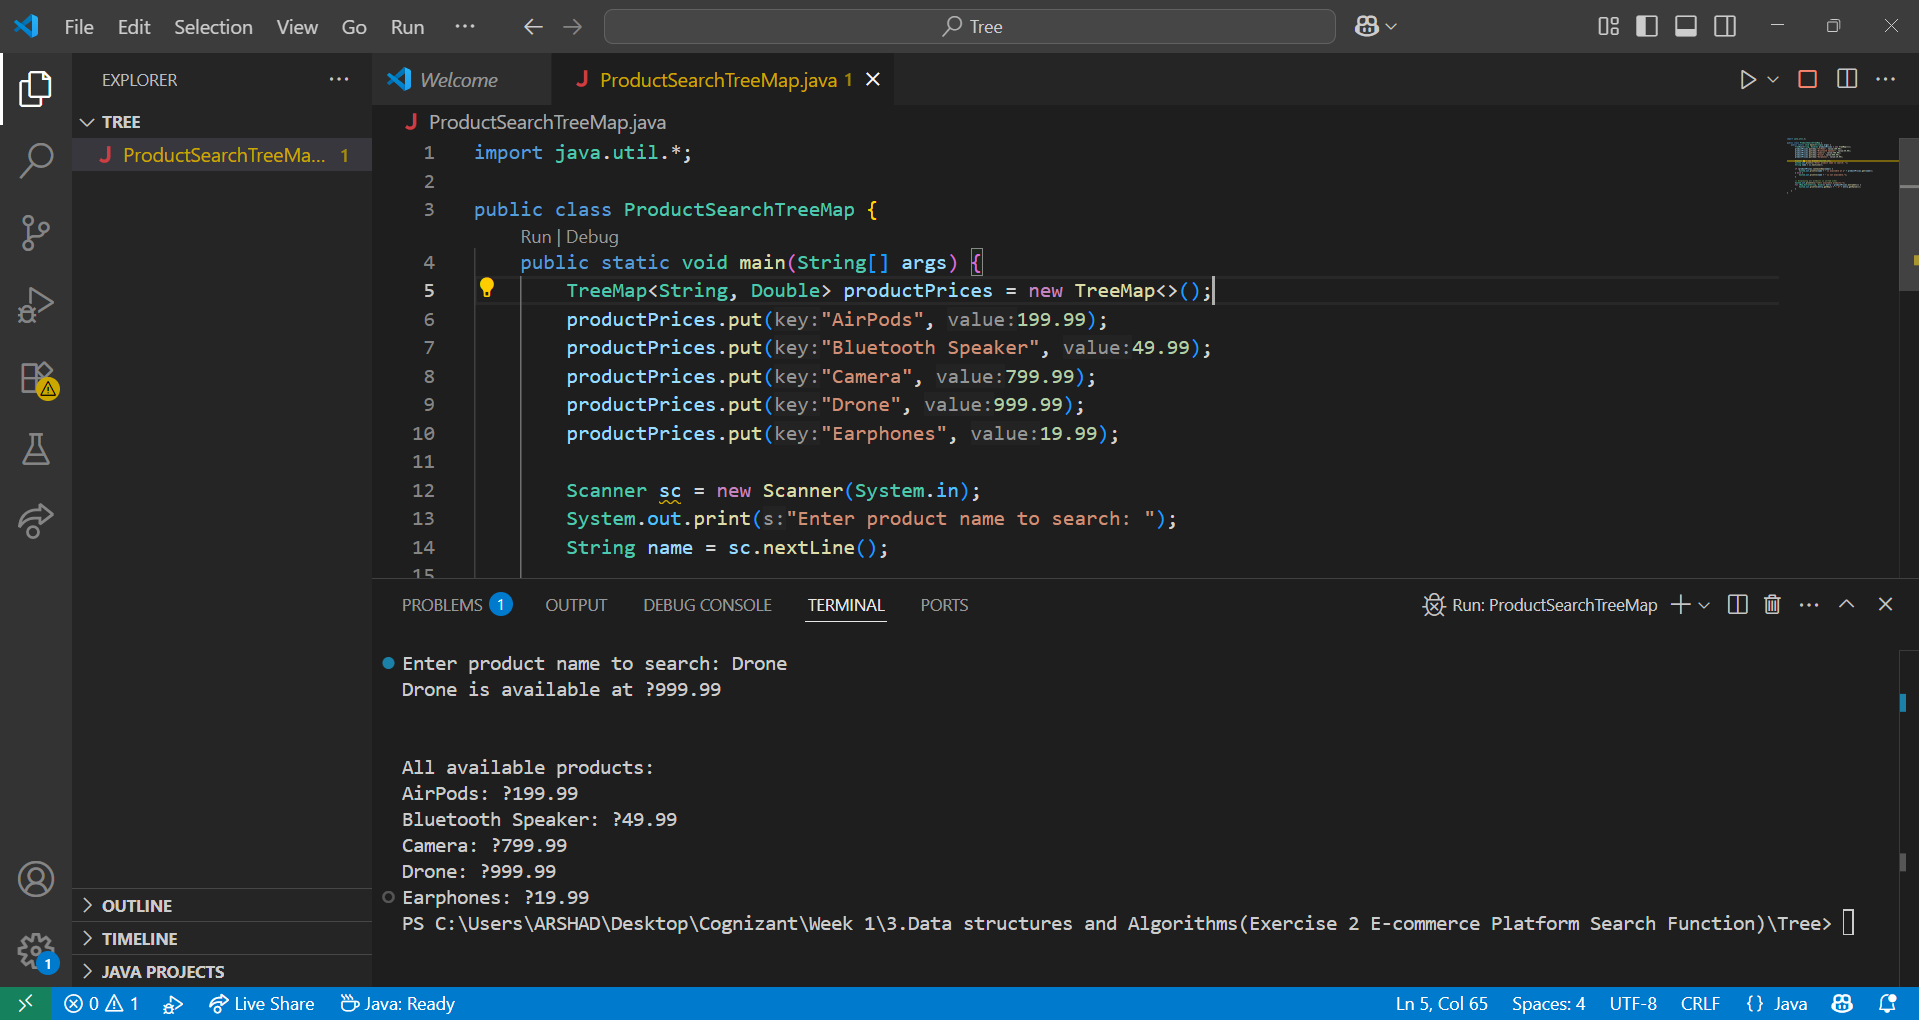 File Edit Selection View Go Run ··· Tree
EXPLORER ···
TREE
J ProductSearchTreeMa... 1
OUTLINE
TIMELINE
JAVA PROJECTS
1
Welcome
J ProductSearchTreeMap.java 1
J ProductSearchTreeMap.java
1 import java.util.*;
2
3 public class ProductSearchTreeMap {
Run | Debug
4 public static void main(String[] args) {
5 TreeMap<String, Double> productPrices = new TreeMap<>();
6 productPrices.put(key:"AirPods", value:199.99);
7 productPrices.put(key:"Bluetooth Speaker", value:49.99);
8 productPrices.put(key:"Camera", value:799.99);
9 productPrices.put(key:"Drone", value:999.99);
10 productPrices.put(key:"Earphones", value:19.99);
11
12 Scanner sc = new Scanner(System.in);
13 System.out.print(s:"Enter product name to search: ");
14 String name = sc.nextLine();
15
PROBLEMS 1 OUTPUT DEBUG CONSOLE TERMINAL PORTS
Run: ProductSearchTreeMap
Enter product name to search: Drone
Drone is available at ?999.99
All available products:
AirPods: ?199.99
Bluetooth Speaker: ?49.99
Camera: ?799.99
Drone: ?999.99
Earphones: ?19.99
PS C:\Users\ARSHAD\Desktop\Cognizant\Week 1\3.Data structures and Algorithms(Exercise 2 E-commerce Platform Search Function)\Tree>
0 1 Live Share Java: Ready Ln 5, Col 65 Spaces: 4 UTF-8 CRLF {} Java